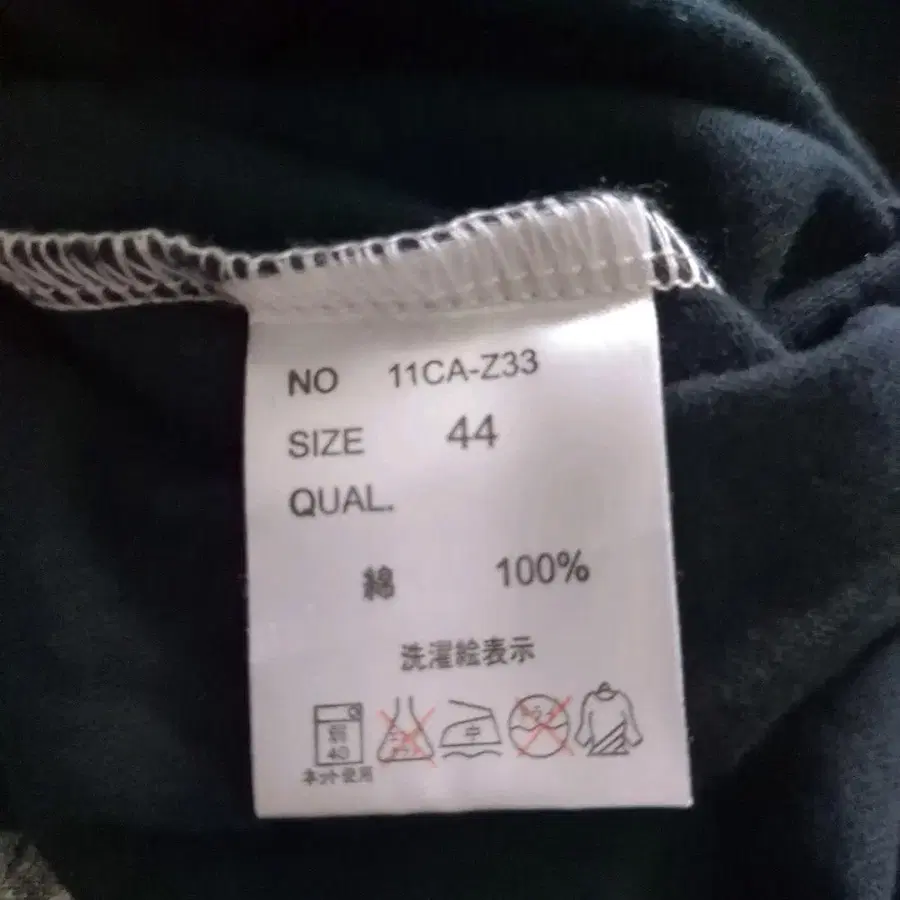 NO 11CA-Z33
SIZE 44
QUAL.
綿 100%
洗濯絵表示
弱 中
40
ネット使用